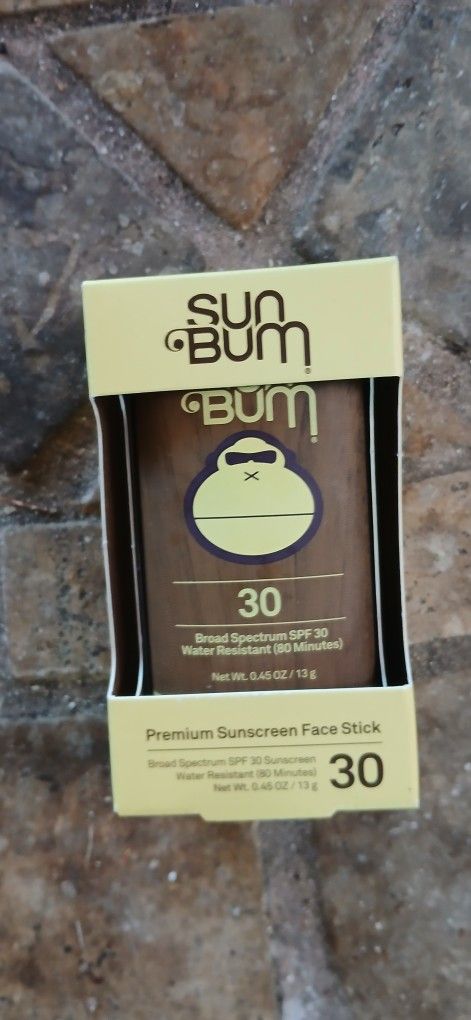 SUN
BUM®
BUM
30
Broad Spectrum SPF 30
Water Resistant (80 Minutes)
Net Wt. 0.45 OZ / 13 g
Premium Sunscreen Face Stick
Broad Spectrum SPF 30 Sunscreen
Water Resistant (80 Minutes)
Net Wt. 0.45 OZ / 13 g
30